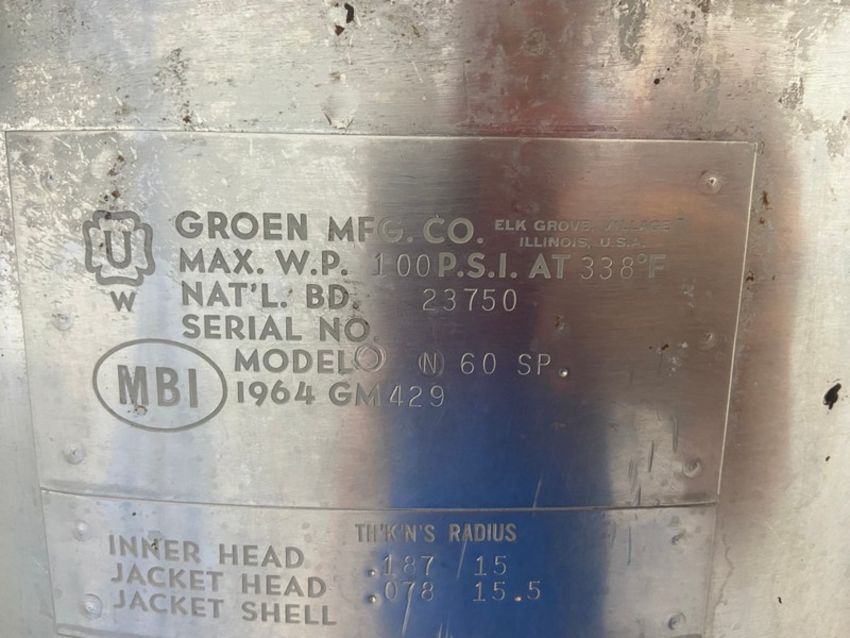 U
W
GROEN MFG. CO. ELK GROVE VILLAGE
ILLINOIS, U.S.A.
MAX. W.P. 100 P.S.I. AT 338°F
NAT'L. BD. 23750
SERIAL NO.
MODEL (N) 60 SP.
MBI
1964 GM 429
TH'K'N'S RADIUS
INNER HEAD .187 15
JACKET HEAD .078 15.5
JACKET SHELL